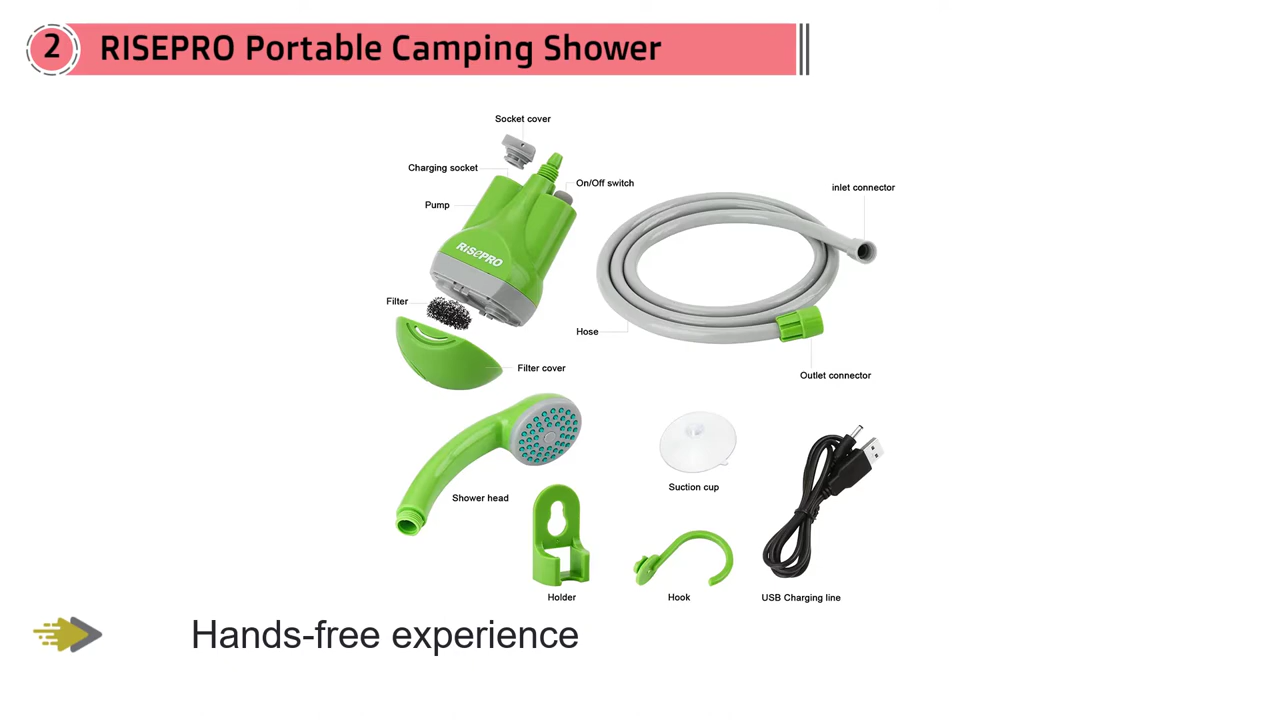 2
RISEPRO Portable Camping Shower
Socket cover
Charging socket
On/Off switch
inlet connector
Pump
RISEPRO
Filter
Hose
Filter cover
Outlet connector
Suction cup
Shower head
Holder
Hook
USB Charging line
Hands-free experience